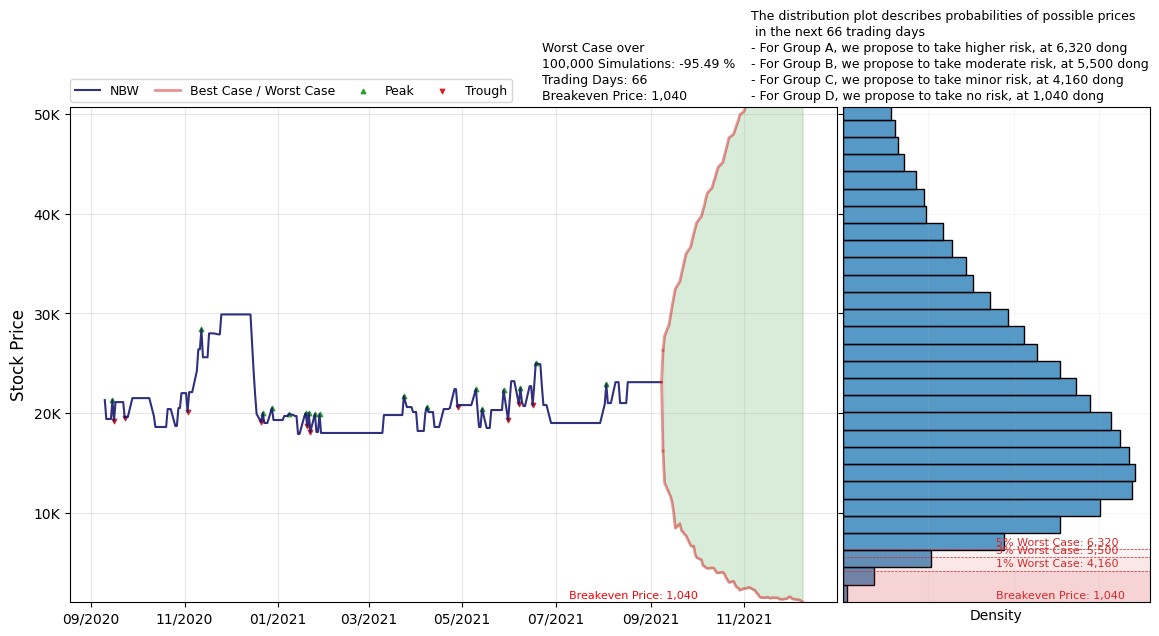 The distribution plot describes probabilities of possible prices
in the next 66 trading days
- For Group A, we propose to take higher risk, at 6,320 dong
- For Group B, we propose to take moderate risk, at 5,500 dong
- For Group C, we propose to take minor risk, at 4,160 dong
- For Group D, we propose to take no risk, at 1,040 dong
Worst Case over
100,000 Simulations: -95.49 %
Trading Days: 66
Breakeven Price: 1,040
NBW
Best Case / Worst Case
Peak
Trough
Stock Price
50K
40K
30K
20K
10K
09/2020
11/2020
01/2021
03/2021
05/2021
07/2021
09/2021
11/2021
Breakeven Price: 1,040
5% Worst Case: 6,320
3% Worst Case: 5,500
1% Worst Case: 4,160
Breakeven Price: 1,040
Density